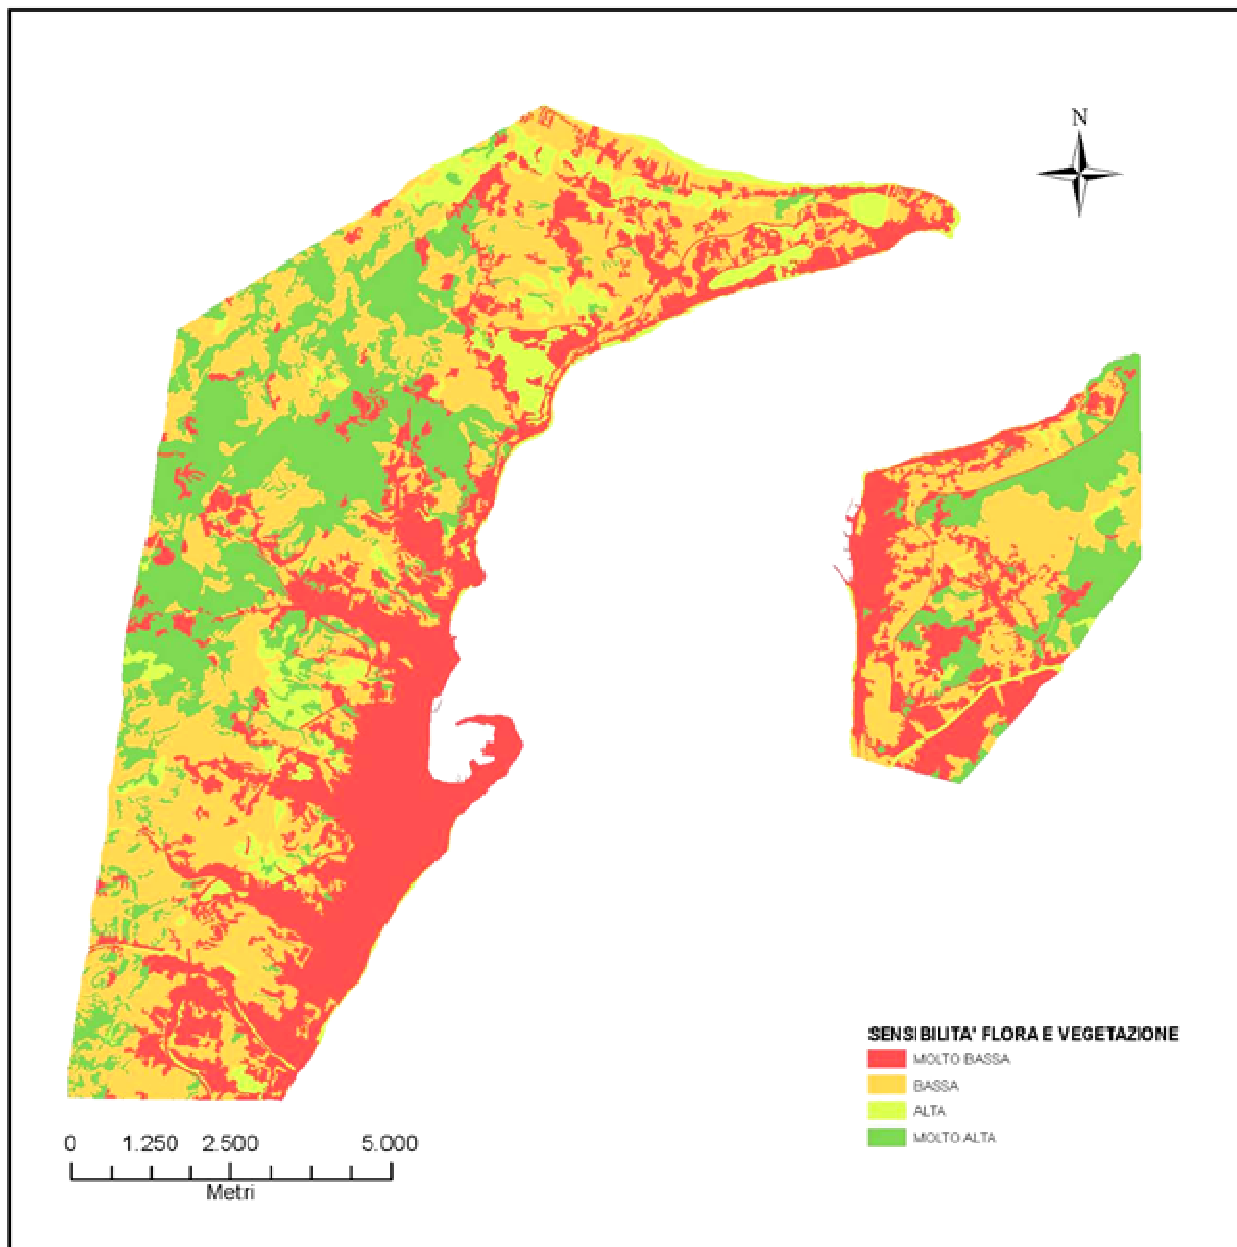 N
SENSIBILITA' FLORA E VEGETAZIONE
MOLTO BASSA
BASSA
ALTA
MOLTO ALTA
0 1.250 2.500 5.000
Metri